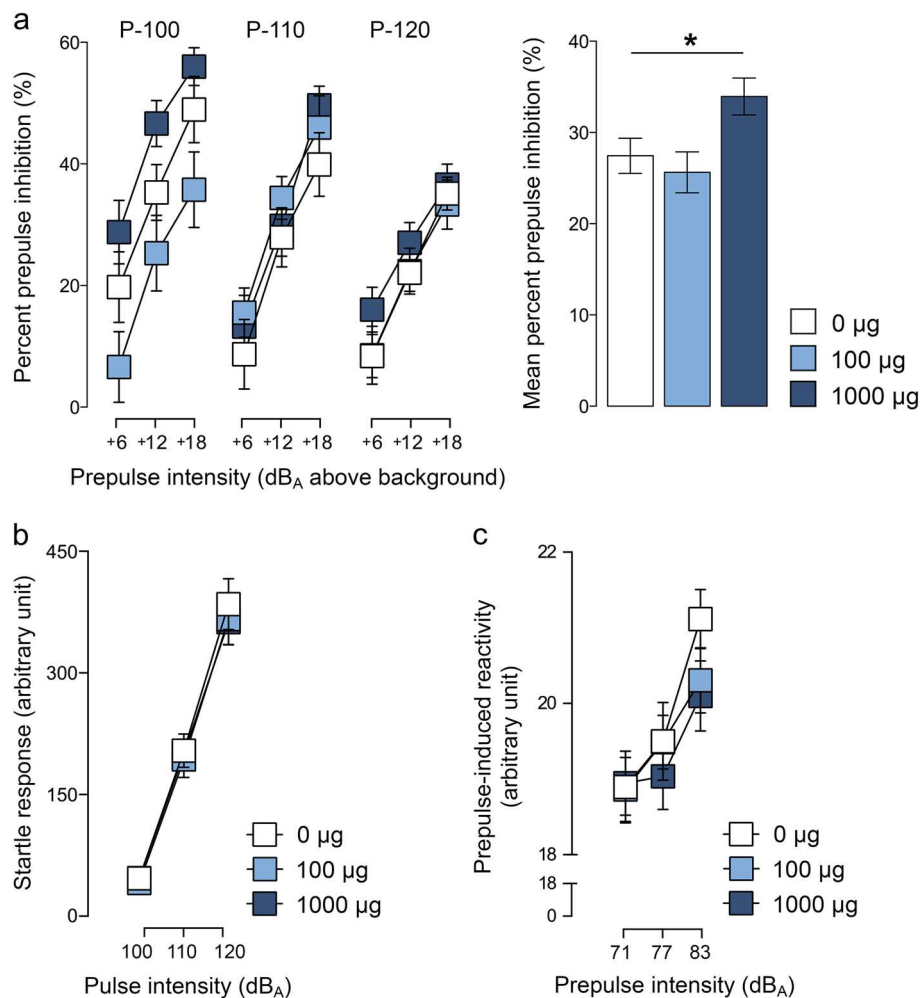 a
P-100 P-110 P-120
Percent prepulse inhibition (%)
60
40
20
0
+6 +12 +18 +6 +12 +18 +6 +12 +18
Prepulse intensity (dBA above background)
Mean percent prepulse inhibition (%)
40
30
20
10
0
*
0 µg
100 µg
1000 µg
b
Startle response (arbitrary unit)
450
300
150
0
100 110 120
Pulse intensity (dBA)
0 µg
100 µg
1000 µg
c
Prepulse-induced reactivity
(arbitrary unit)
22
20
18
18
0
71 77 83
Prepulse intensity (dBA)
0 µg
100 µg
1000 µg